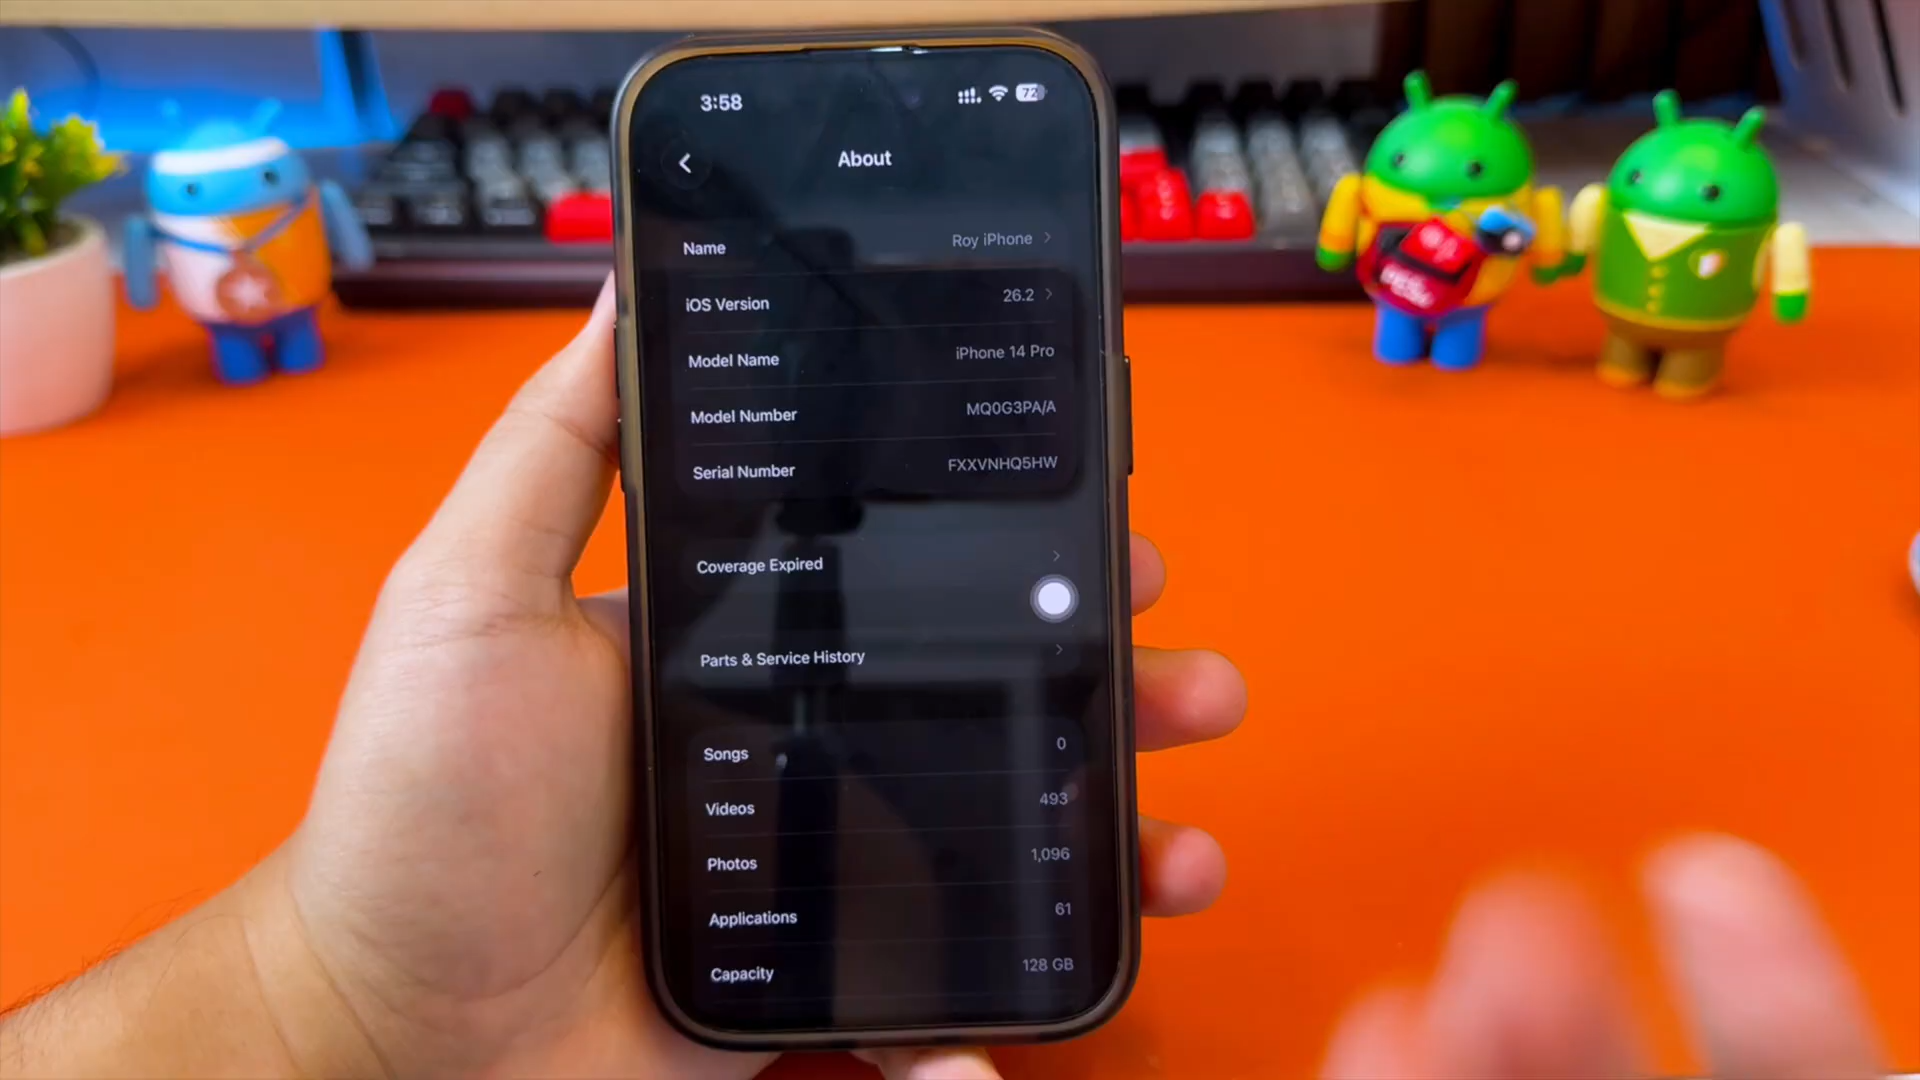 3:58
72
About
Name Roy iPhone
iOS Version 26.2
Model Name iPhone 14 Pro
Model Number MQ0G3PA/A
Serial Number FXXVNHQ5HW
Coverage Expired
Parts & Service History
Songs 0
Videos 493
Photos 1,096
Applications 61
Capacity 128 GB